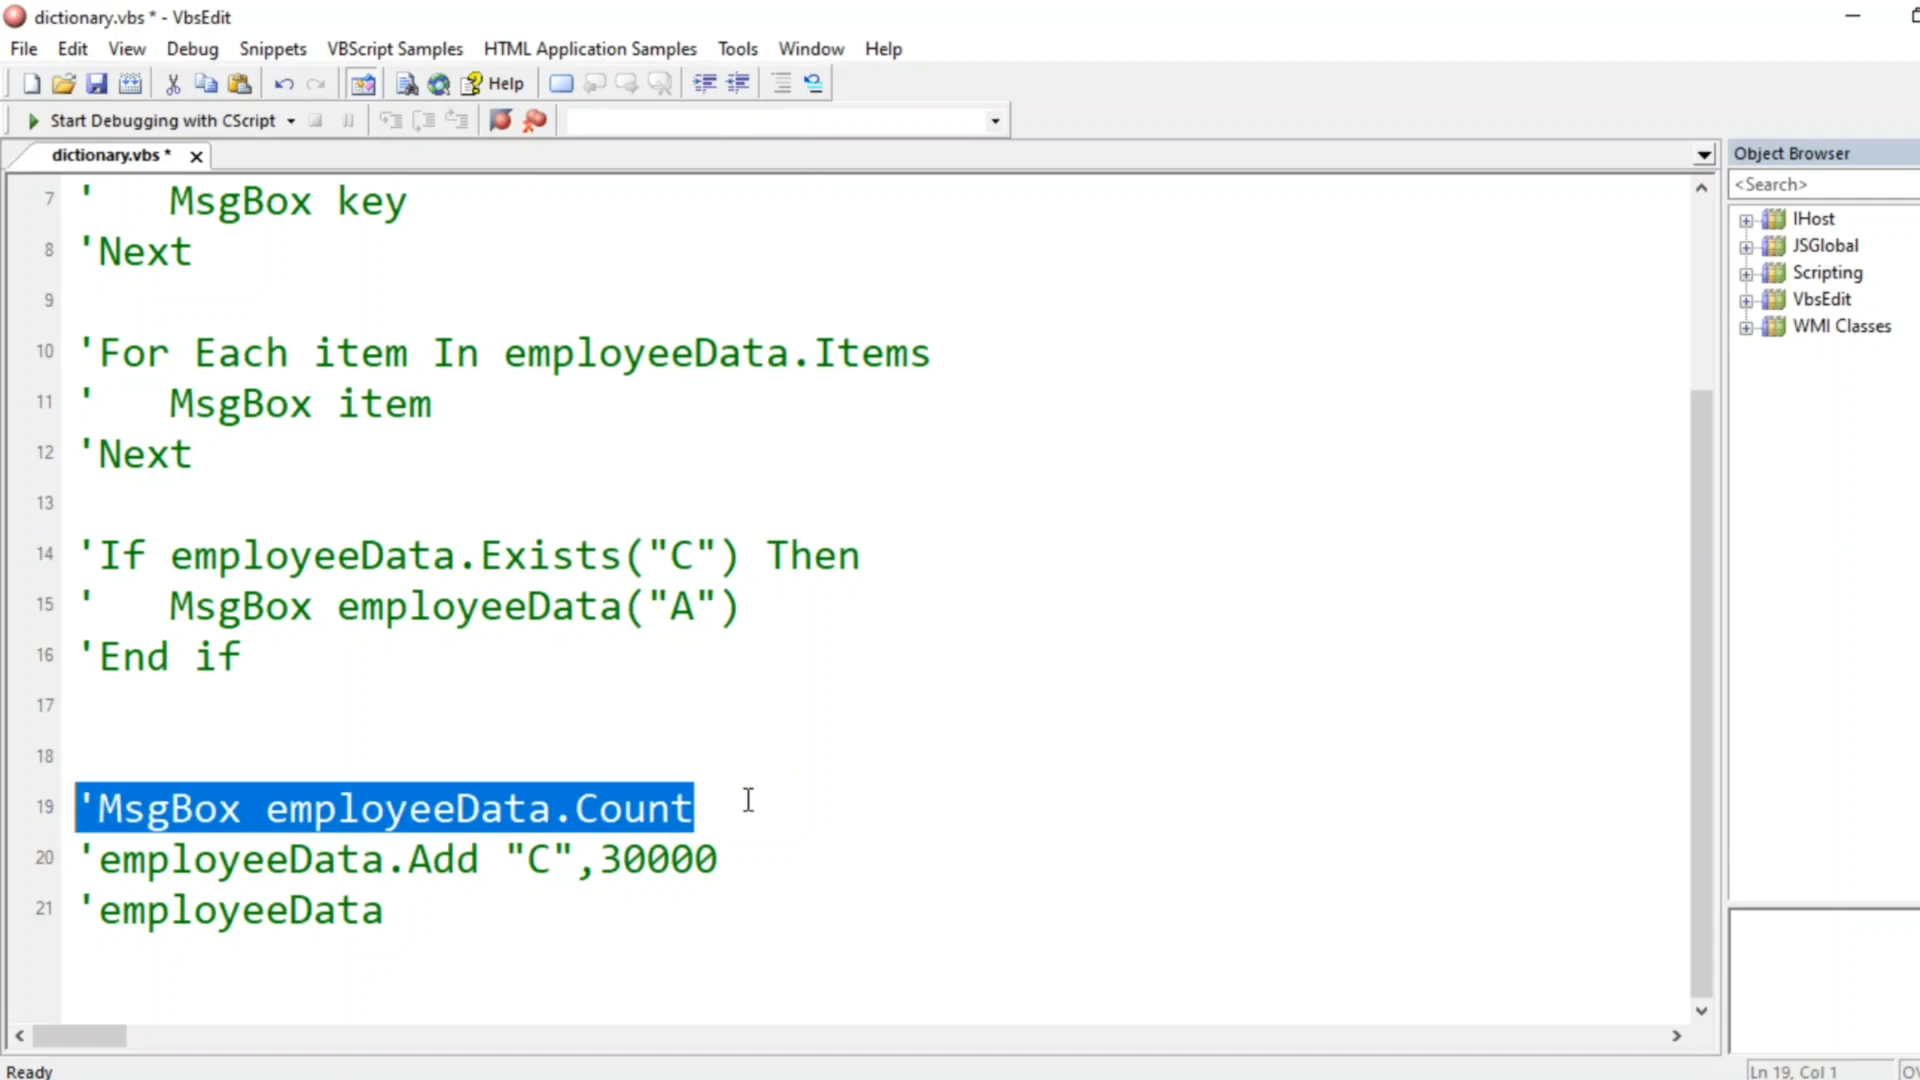 dictionary.vbs * - VbsEdit
File Edit View Debug Snippets VBScript Samples HTML Application Samples Tools Window Help
Help
Start Debugging with CScript
dictionary.vbs *
Object Browser
<Search>
IHost
JSGlobal
Scripting
VbsEdit
WMI Classes
7 '   MsgBox key
8 'Next
9
10 'For Each item In employeeData.Items
11 '   MsgBox item
12 'Next
13
14 'If employeeData.Exists("C") Then
15 '   MsgBox employeeData("A")
16 'End if
17
18
19 'MsgBox employeeData.Count
20 'employeeData.Add "C",30000
21 'employeeData
Ready
Ln 19, Col 1